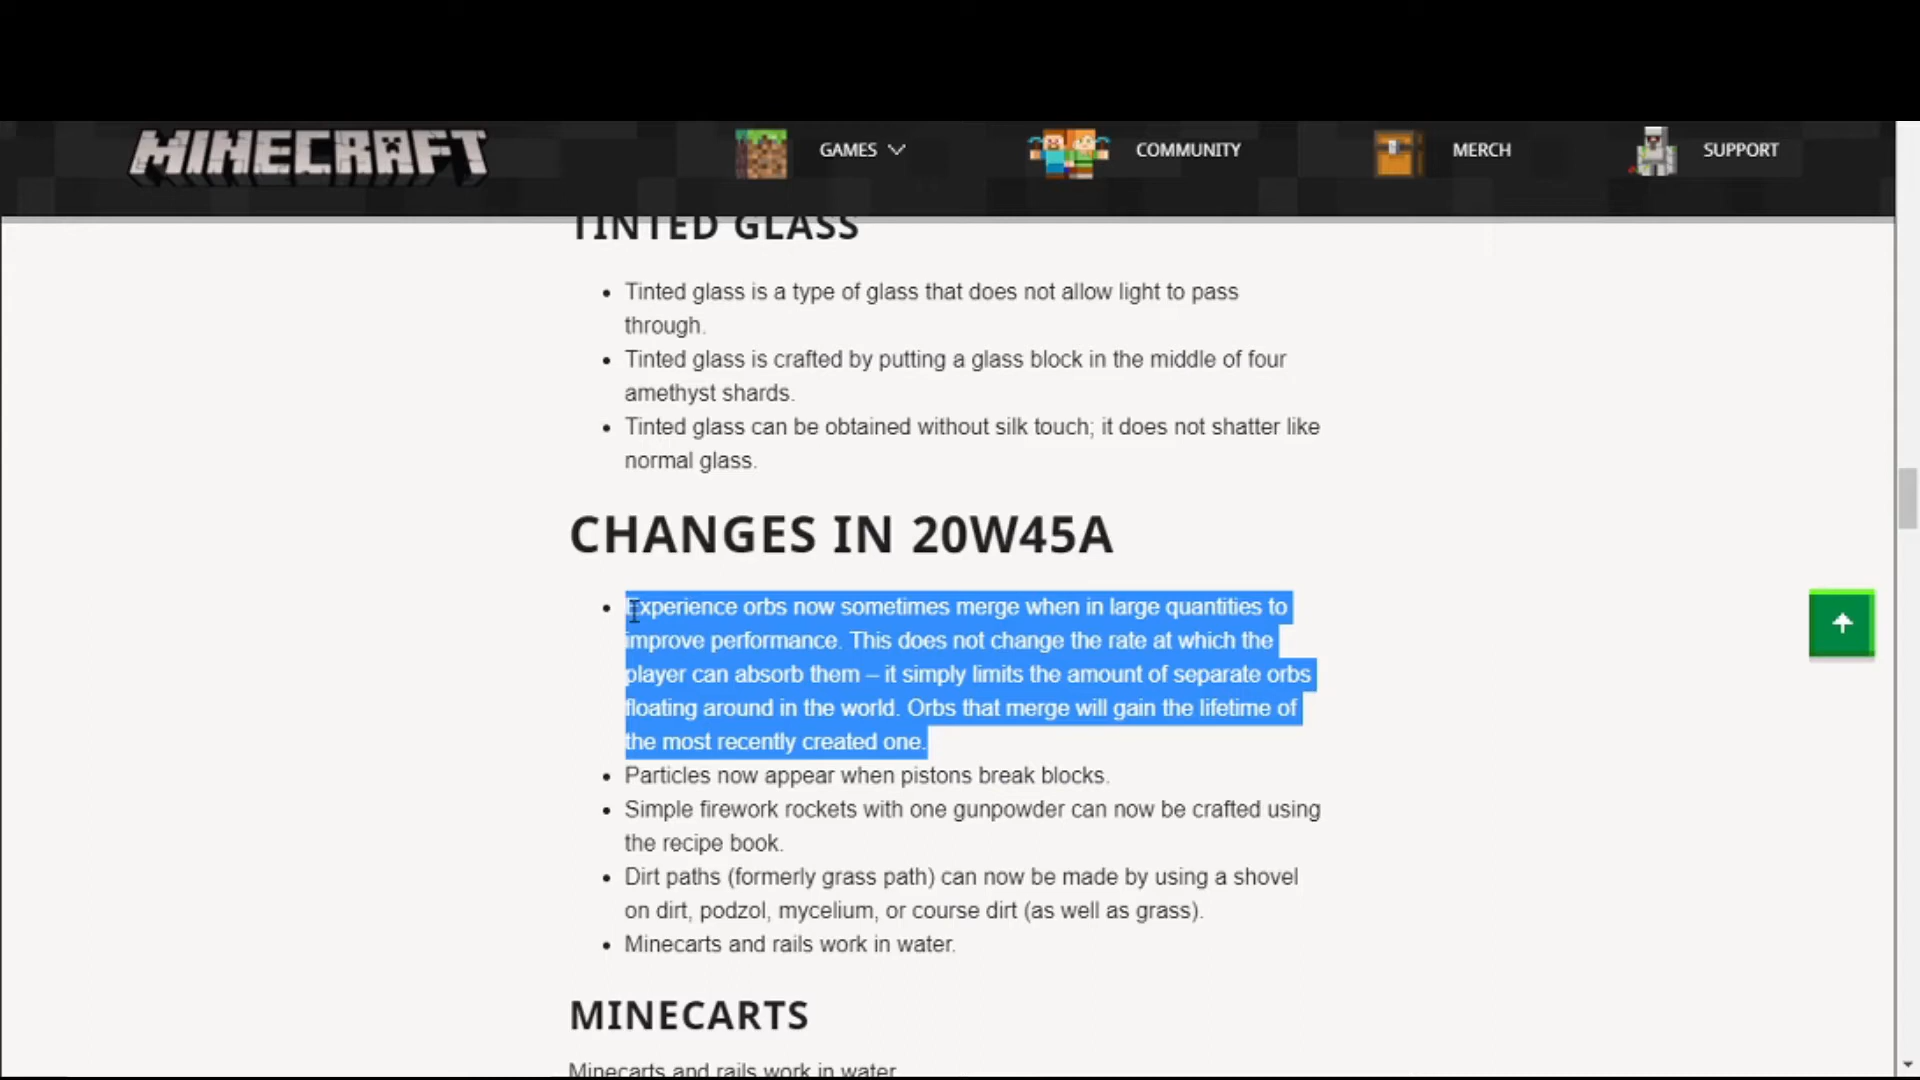 MINECRAFT
GAMES
COMMUNITY
MERCH
SUPPORT
TINTED GLASS
• Tinted glass is a type of glass that does not allow light to pass
through.
• Tinted glass is crafted by putting a glass block in the middle of four
amethyst shards.
• Tinted glass can be obtained without silk touch; it does not shatter like
normal glass.
CHANGES IN 20W45A
• Experience orbs now sometimes merge when in large quantities to
improve performance. This does not change the rate at which the
player can absorb them – it simply limits the amount of separate orbs
floating around in the world. Orbs that merge will gain the lifetime of
the most recently created one.
• Particles now appear when pistons break blocks.
• Simple firework rockets with one gunpowder can now be crafted using
the recipe book.
• Dirt paths (formerly grass path) can now be made by using a shovel
on dirt, podzol, mycelium, or course dirt (as well as grass).
• Minecarts and rails work in water.
MINECARTS
Minecarts and rails work in water